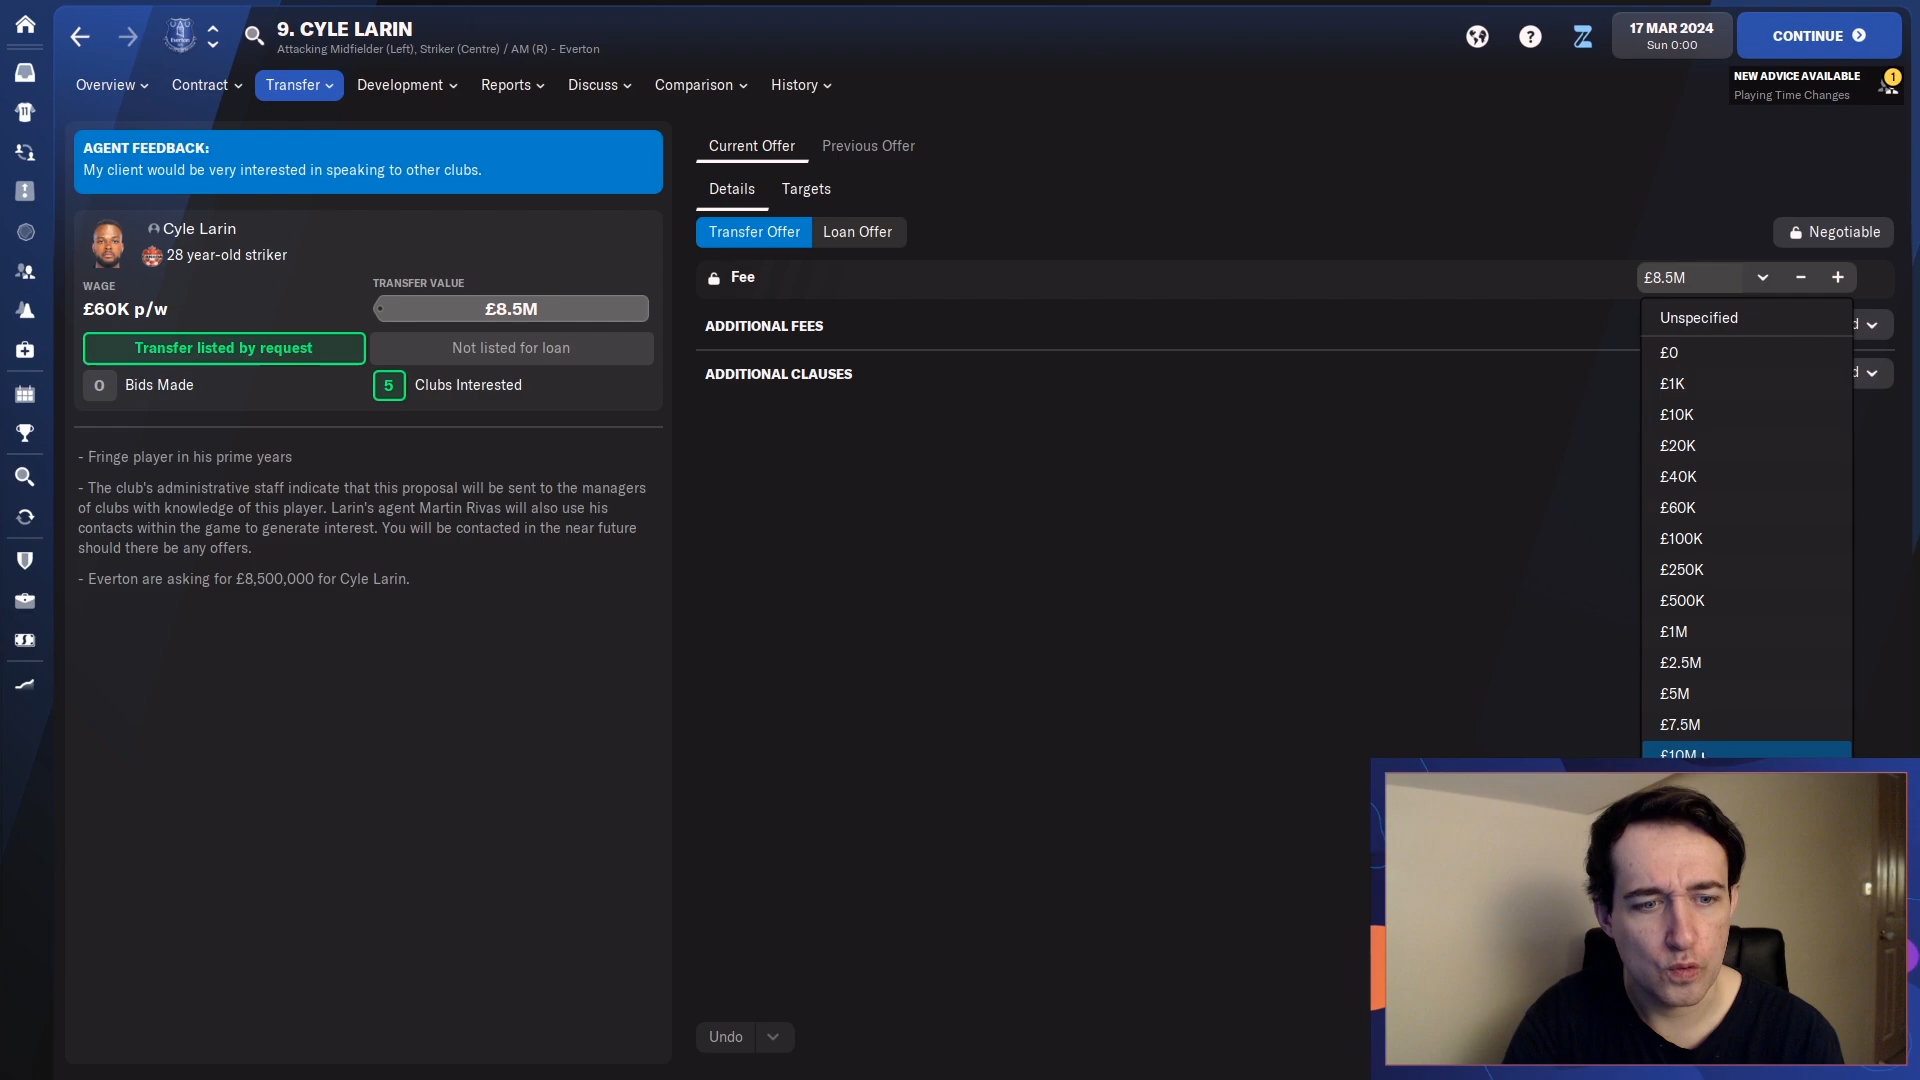 9. CYLE LARIN
Attacking Midfielder (Left), Striker (Centre) / AM (R) - Everton
17 MAR 2024
Sun 0:00
CONTINUE
Overview
Contract
Transfer
Development
Reports
Discuss
Comparison
History
NEW ADVICE AVAILABLE
Playing Time Changes
1
AGENT FEEDBACK:
My client would be very interested in speaking to other clubs.
Cyle Larin
28 year-old striker
WAGE
£60K p/w
TRANSFER VALUE
£8.5M
Transfer listed by request
Not listed for loan
0 Bids Made
5 Clubs Interested
- Fringe player in his prime years
- The club's administrative staff indicate that this proposal will be sent to the managers
of clubs with knowledge of this player. Larin's agent Martin Rivas will also use his
contacts within the game to generate interest. You will be contacted in the near future
should there be any offers.
- Everton are asking for £8,500,000 for Cyle Larin.
Current Offer
Previous Offer
Details
Targets
Transfer Offer
Loan Offer
Negotiable
Fee
£8.5M
ADDITIONAL FEES
ADDITIONAL CLAUSES
Unspecified
£0
£1K
£10K
£20K
£40K
£60K
£100K
£250K
£500K
£1M
£2.5M
£5M
£7.5M
£10M
Undo